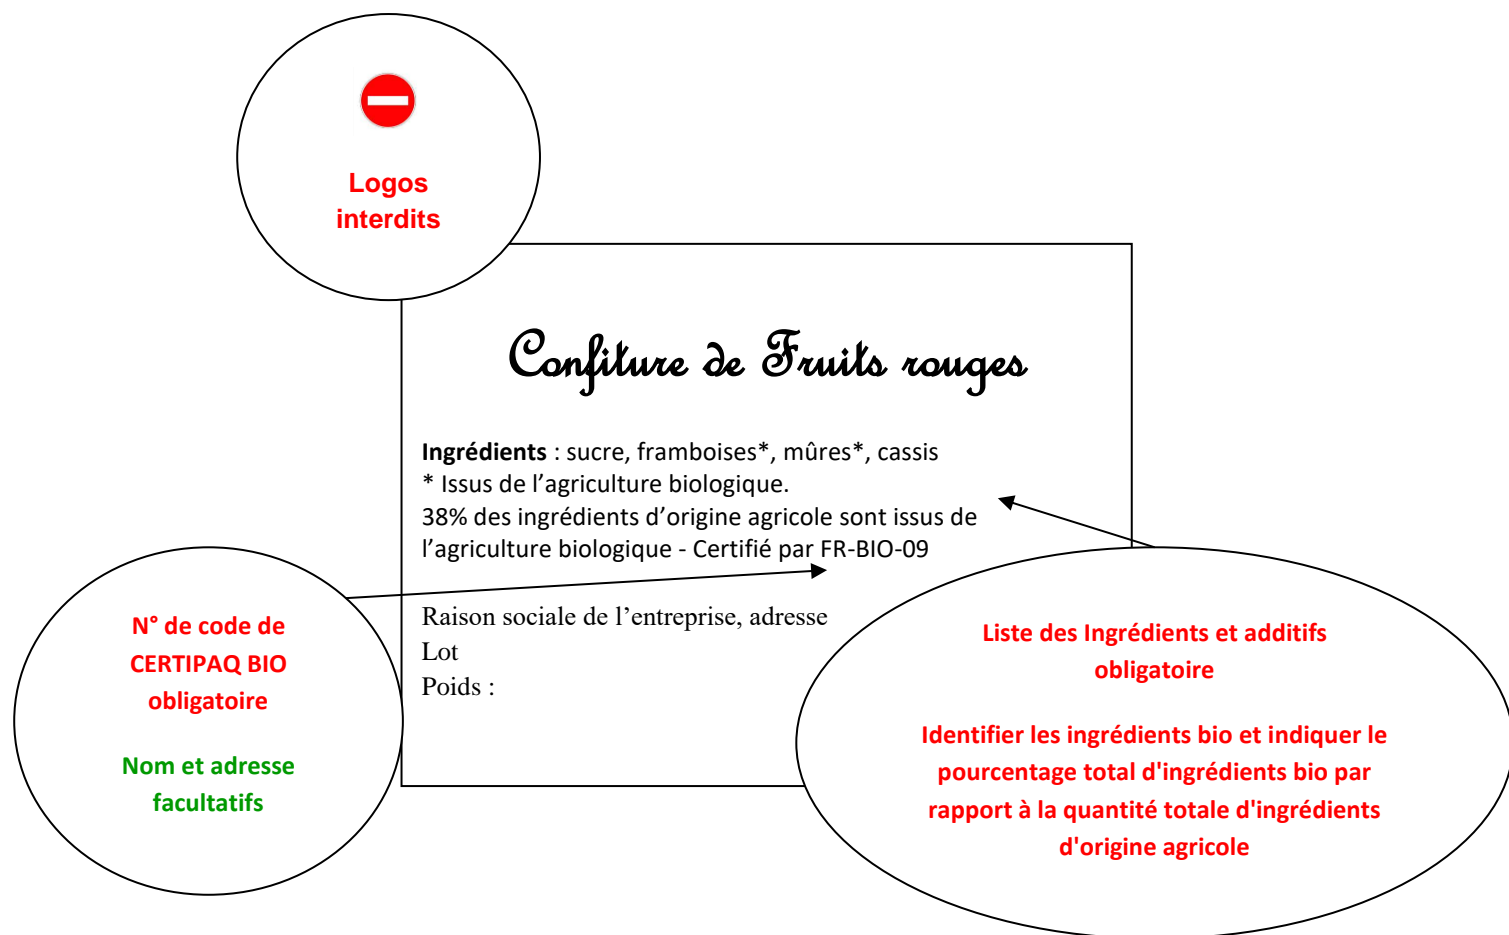 Logos
interdits
Confiture de Fruits rouges
Ingrédients : sucre, framboises*, mûres*, cassis
* Issus de l’agriculture biologique.
38% des ingrédients d’origine agricole sont issus de
l’agriculture biologique - Certifié par FR-BIO-09
Raison sociale de l’entreprise, adresse
Lot
Poids :
N° de code de
CERTIPAQ BIO
obligatoire
Nom et adresse
facultatifs
Liste des Ingrédients et additifs
obligatoire
Identifier les ingrédients bio et indiquer le
pourcentage total d'ingrédients bio par
rapport à la quantité totale d'ingrédients
d'origine agricole